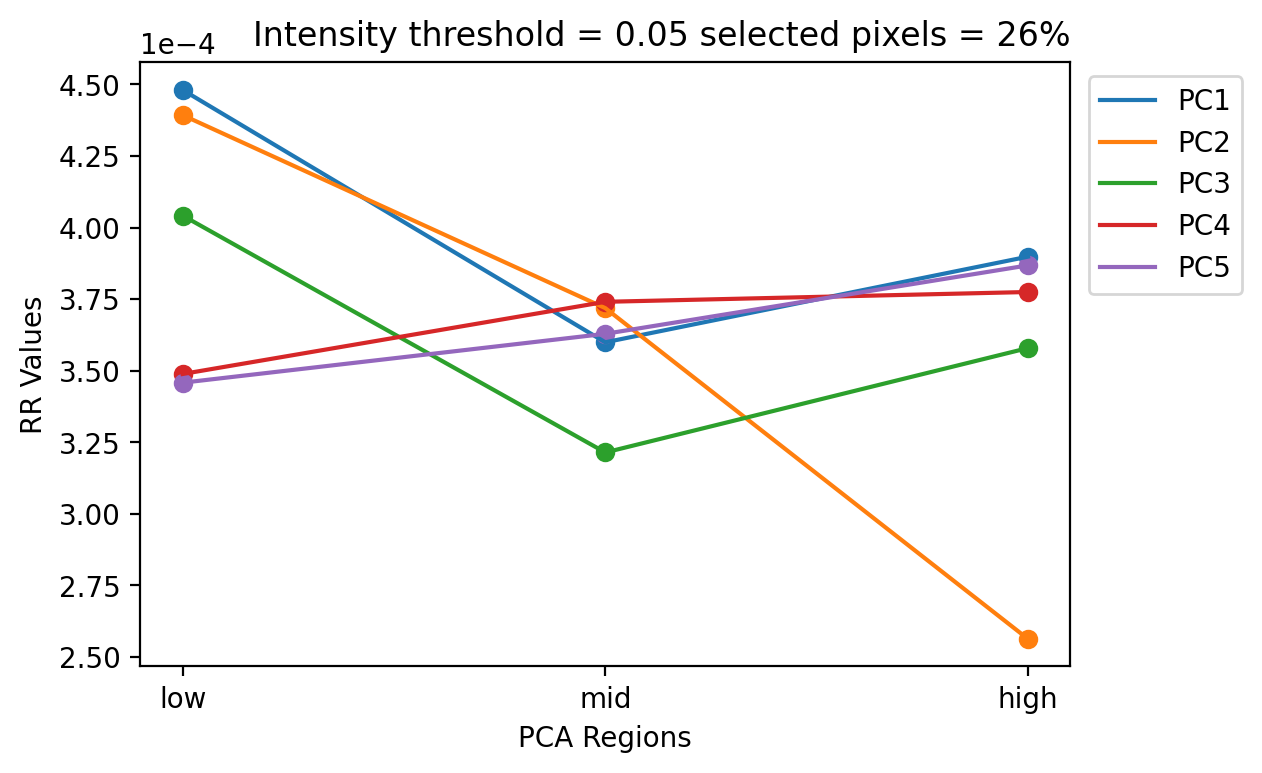 Intensity threshold = 0.05 selected pixels = 26%
1e−4
4.50
4.25
4.00
3.75
3.50
3.25
3.00
2.75
2.50
RR Values
low
mid
high
PCA Regions
PC1
PC2
PC3
PC4
PC5